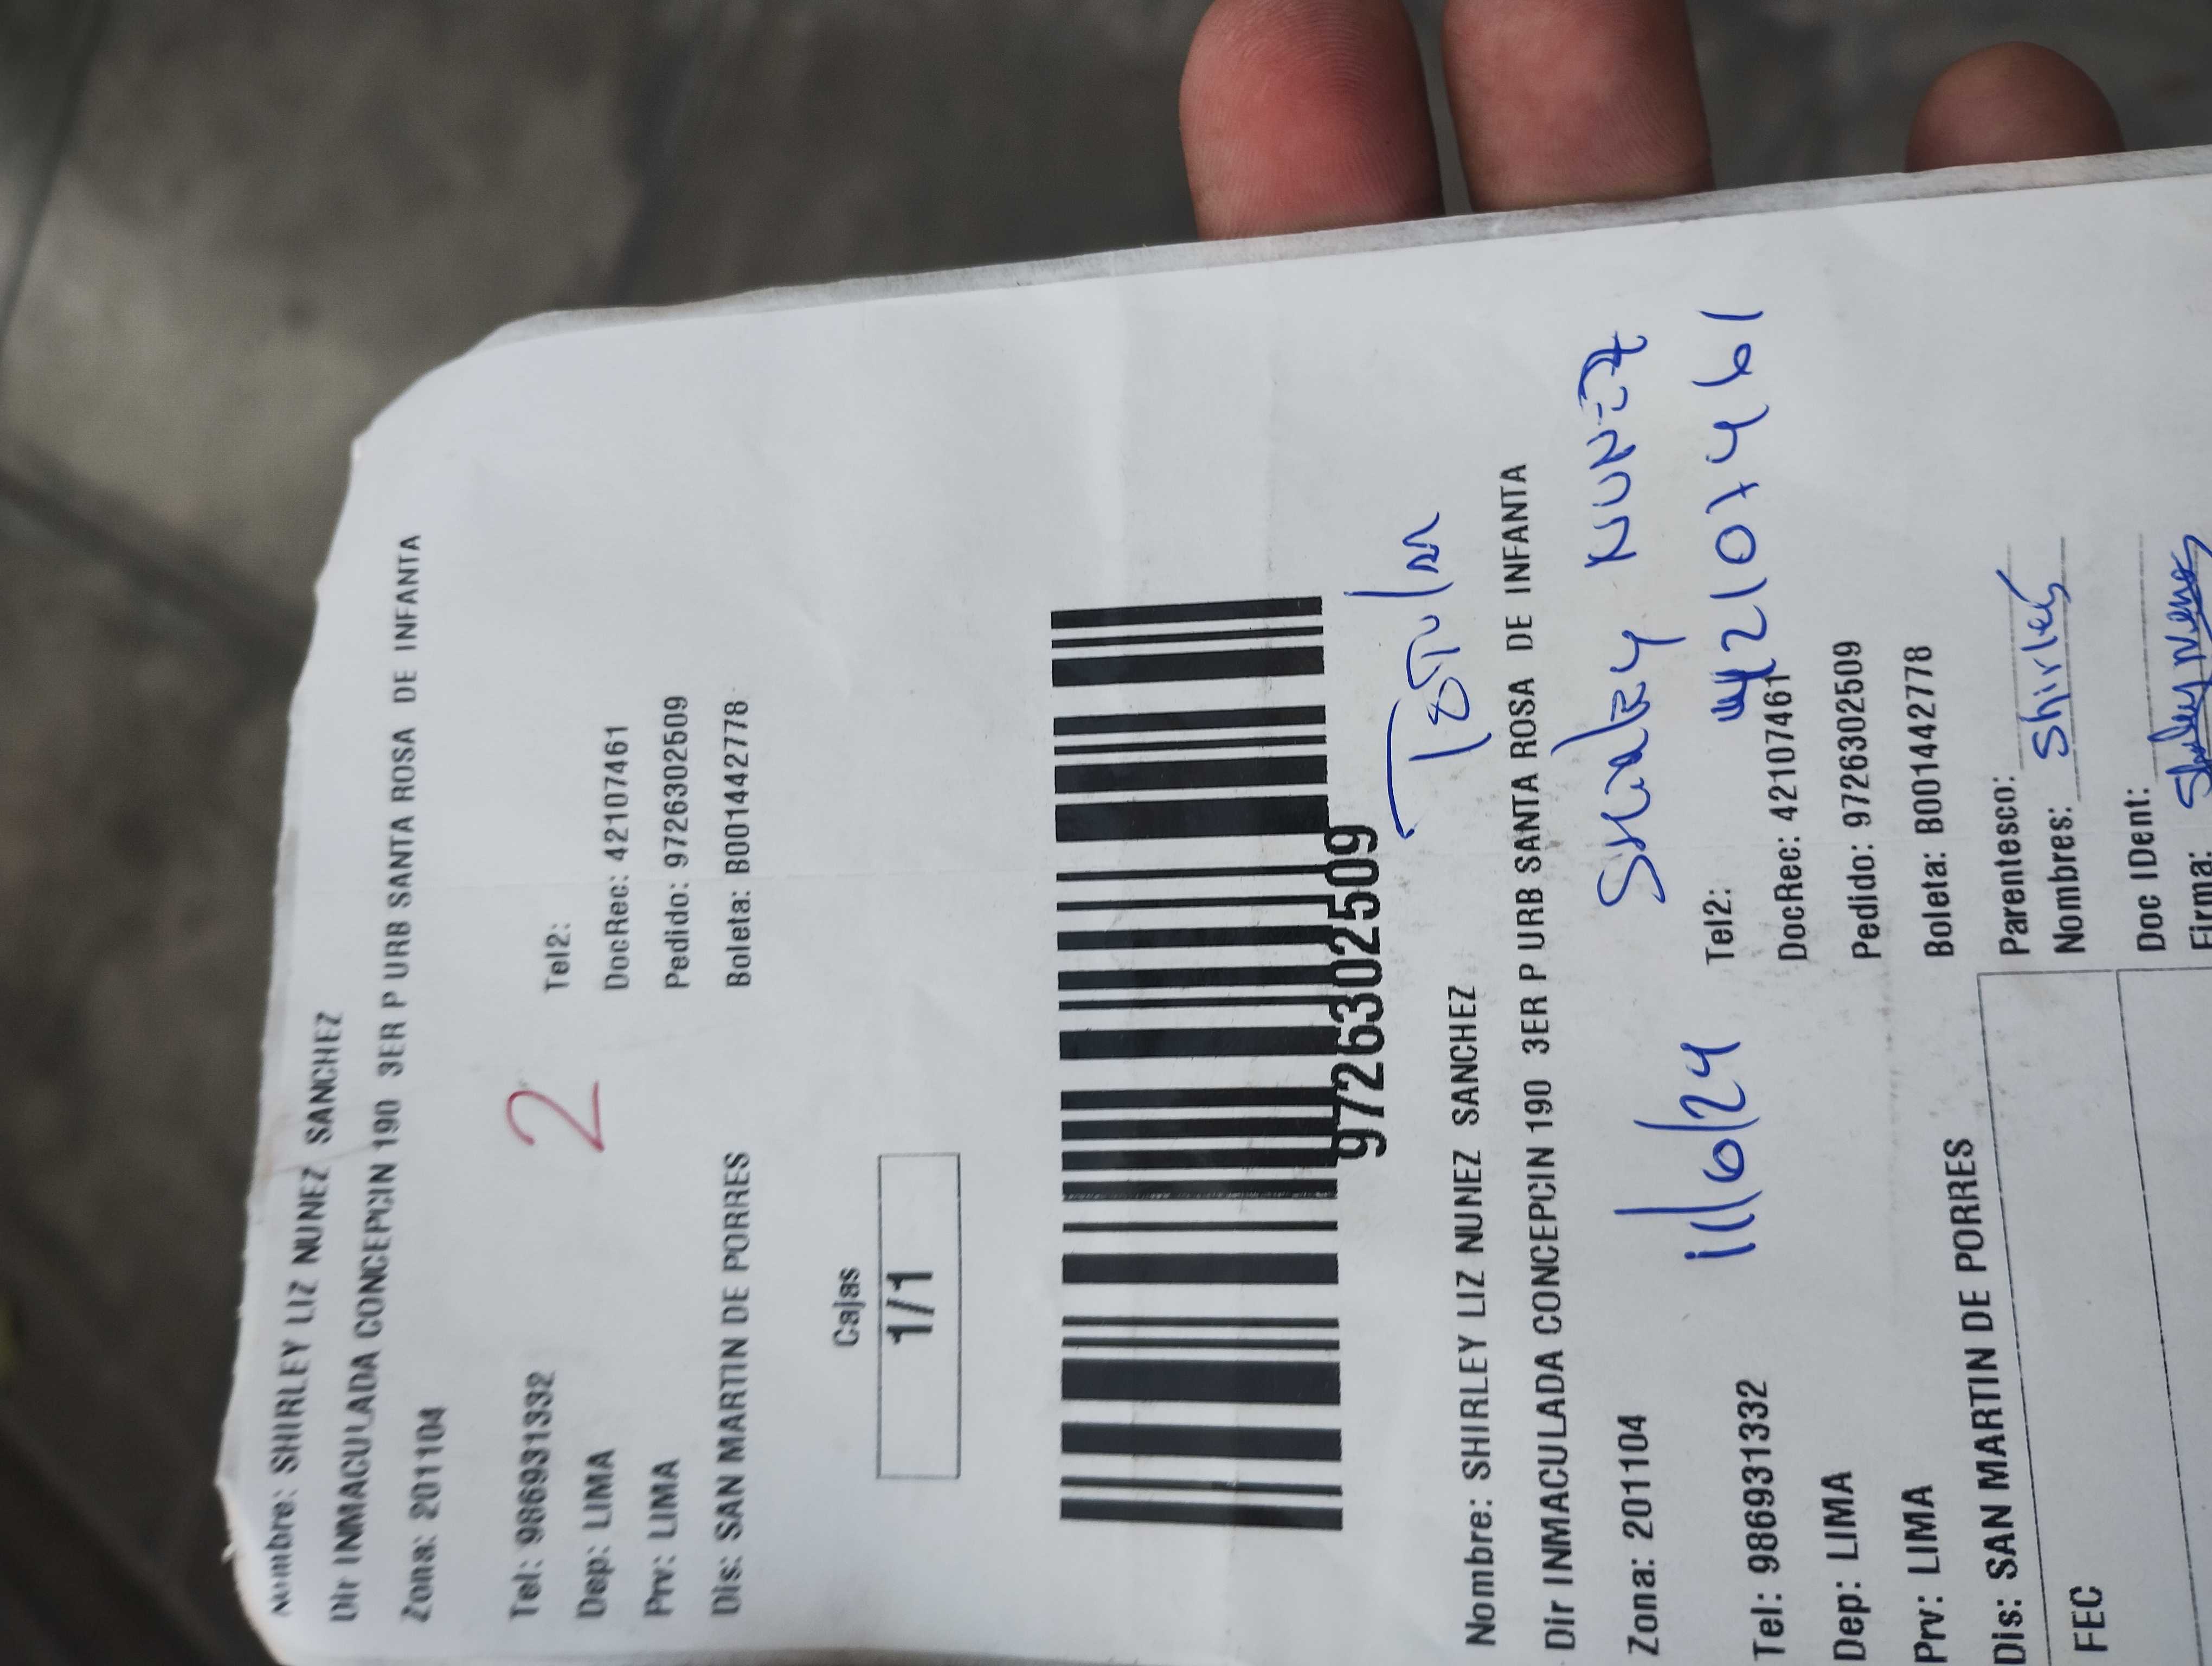 Nombre: SHIRLEY LIZ NUNEZ SANCHEZ
Dir INMACULADA CONCEPCIN 190 3ER P URB SANTA ROSA DE INFANTA
Zona: 201104
2
Tel: 986931332 Tel2:
Dep: LIMA DocRec: 42107461
Prv: LIMA Pedido: 9726302509
Dis: SAN MARTIN DE PORRES Boleta: B001442778
Cajas
1/1
9726302509
Nombre: SHIRLEY LIZ NUNEZ SANCHEZ
Dir INMACULADA CONCEPCIN 190 3ER P URB SANTA ROSA DE INFANTA
Zona: 201104
NUNEZ
11/6/24 42107461
Tel: 986931332 Tel2:
Dep: LIMA DocRec: 42107461
Prv: LIMA Pedido: 9726302509
Dis: SAN MARTIN DE PORRES Boleta: B001442778
Parentesco:
FEC Nombres: Shirley
Doc IDent:
Firma: